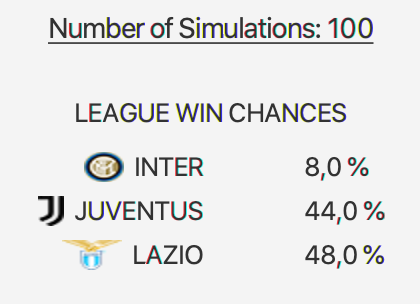 Number of Simulations: 100
LEAGUE WIN CHANCES
INTER 8,0 %
JUVENTUS 44,0 %
LAZIO 48,0 %